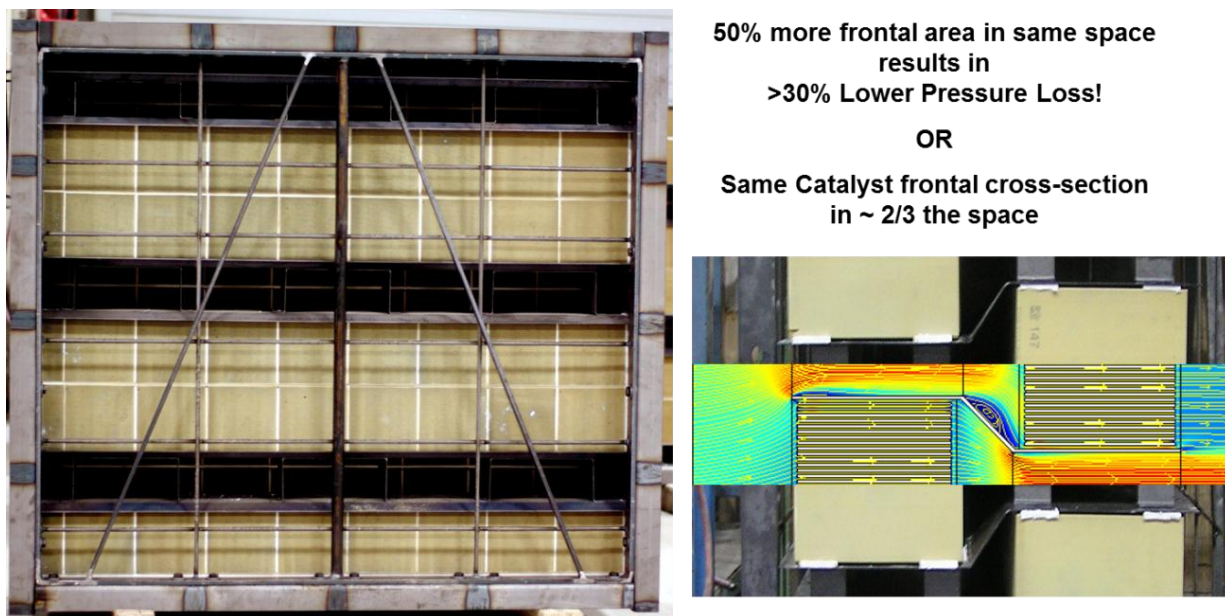 50% more frontal area in same space
results in
>30% Lower Pressure Loss!
OR
Same Catalyst frontal cross-section
in ~ 2/3 the space
147